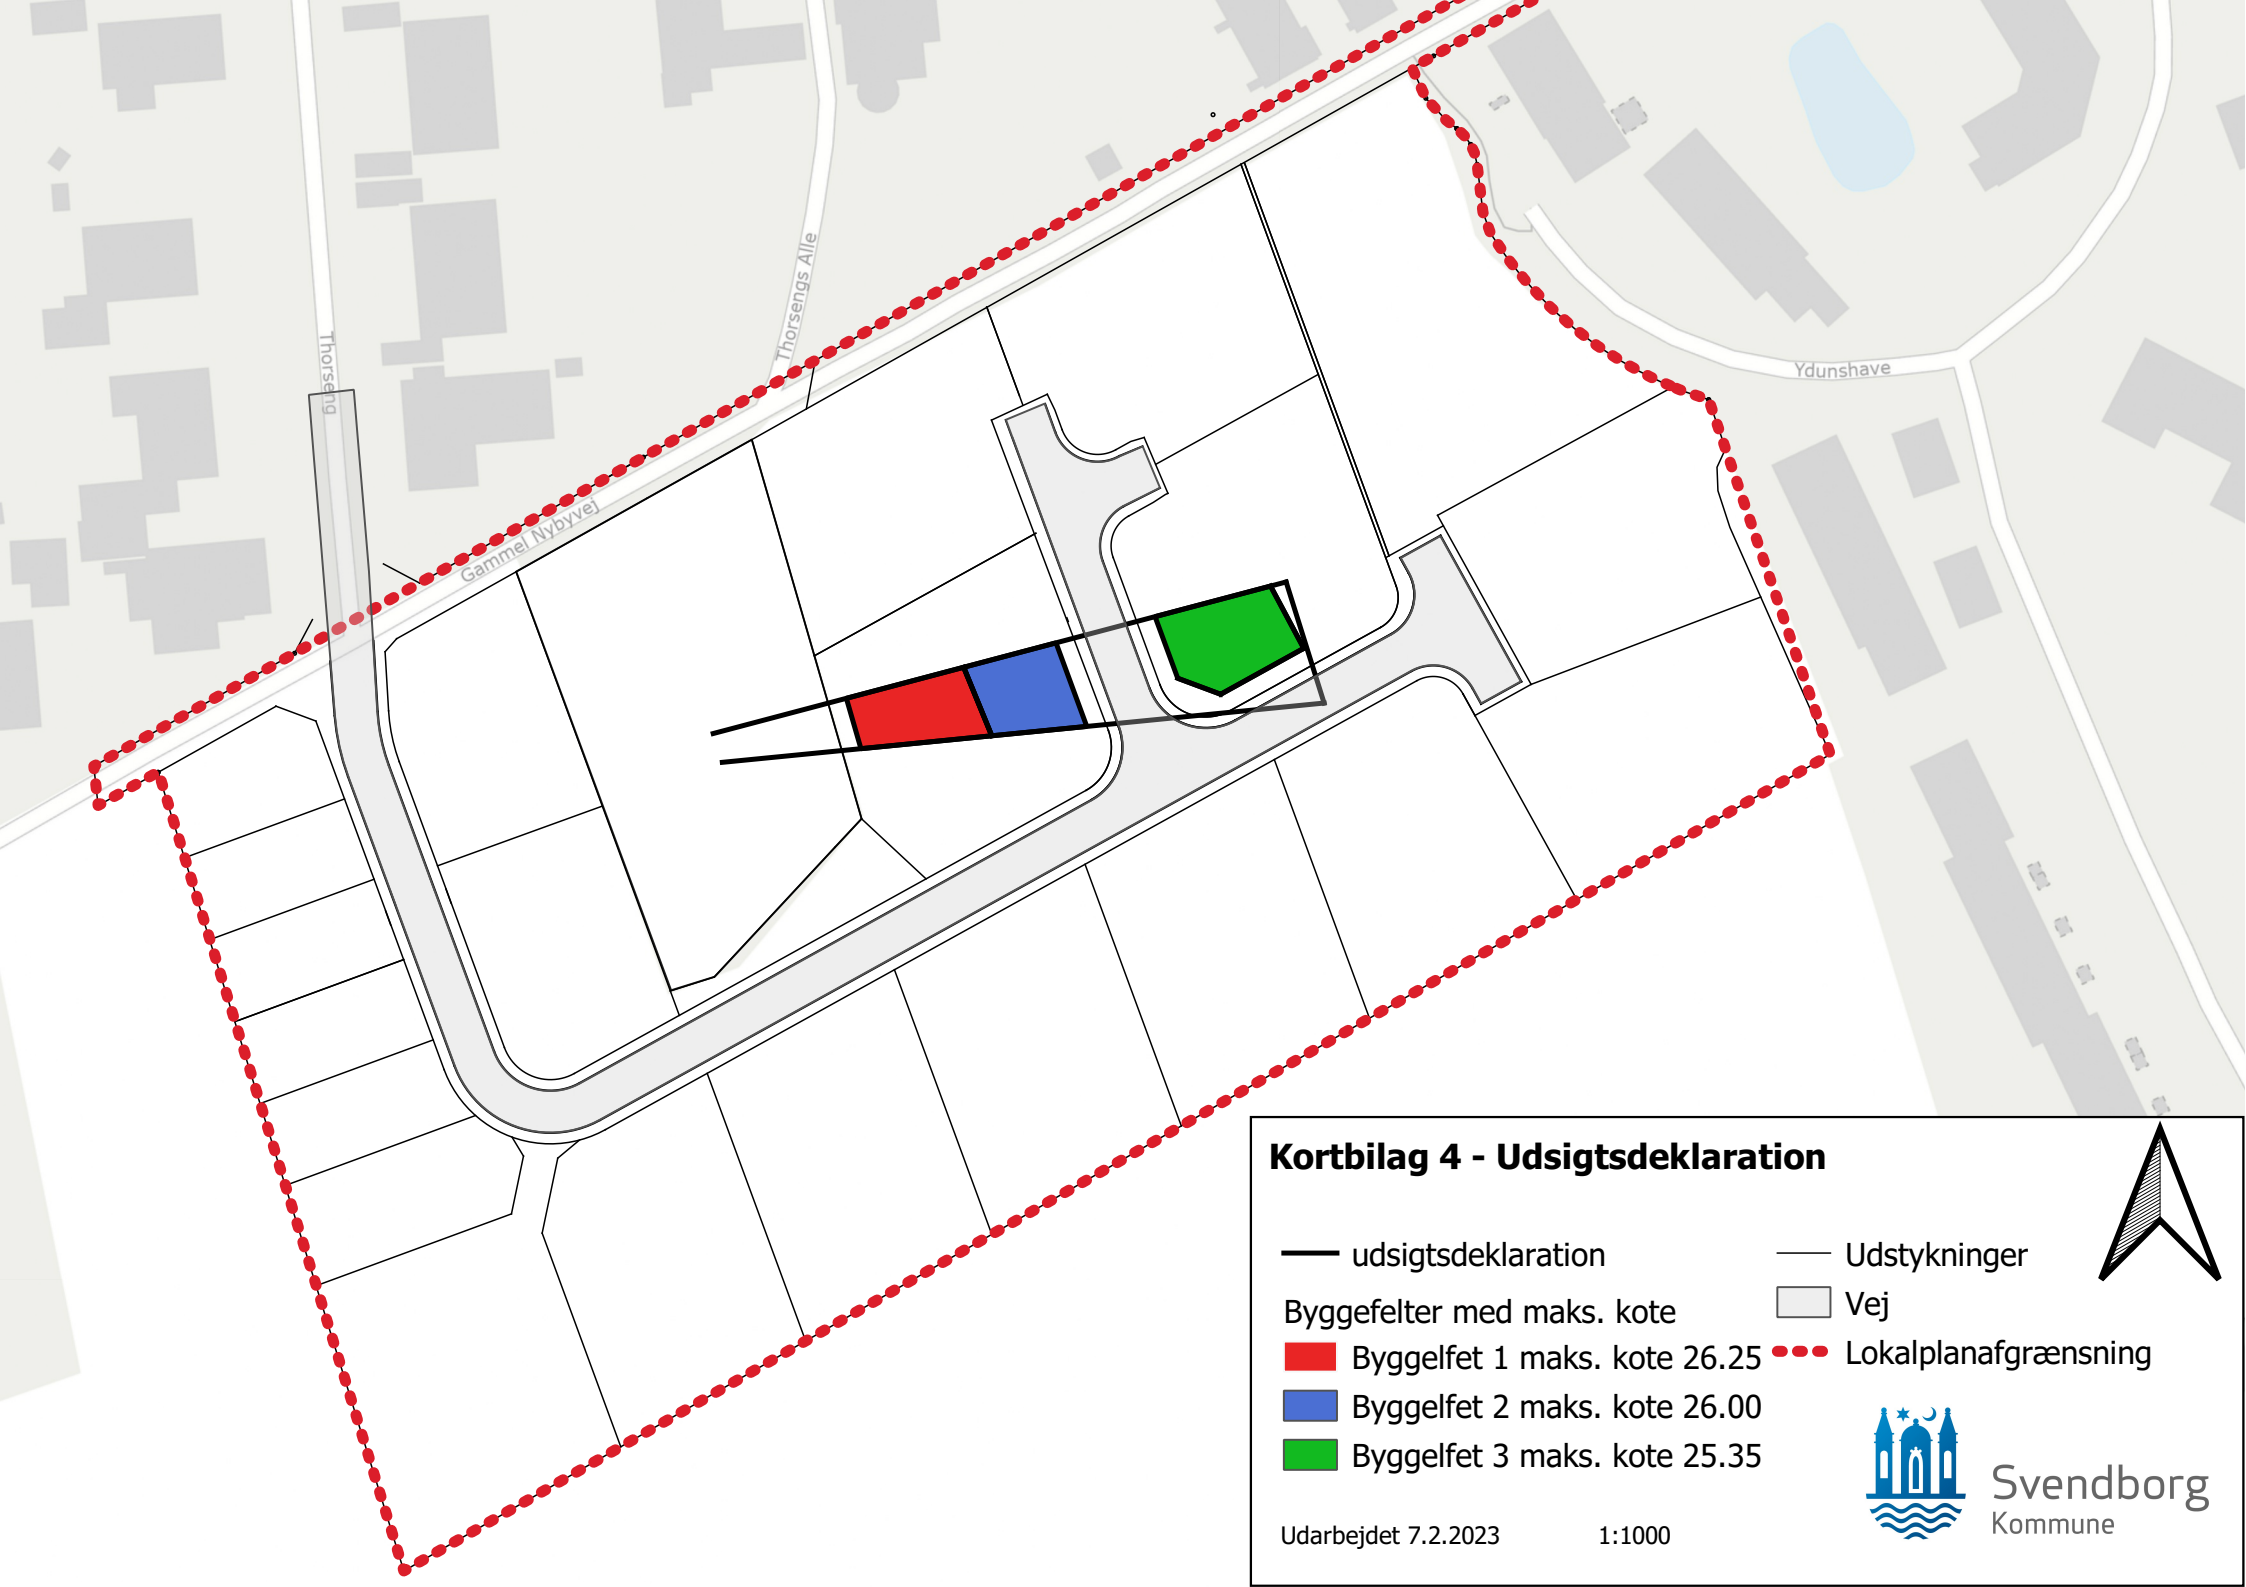 Thorsengs Alle
Thorseng
Ydunshave
Gammel Nybyvej
Kortbilag 4 - Udsigtsdeklaration
udsigtsdeklaration
Udstykninger
Byggefelter med maks. kote
Vej
Byggelfet 1 maks. kote 26.25
Lokalplanafgrænsning
Byggelfet 2 maks. kote 26.00
Byggelfet 3 maks. kote 25.35
Svendborg
Kommune
Udarbejdet 7.2.2023
1:1000